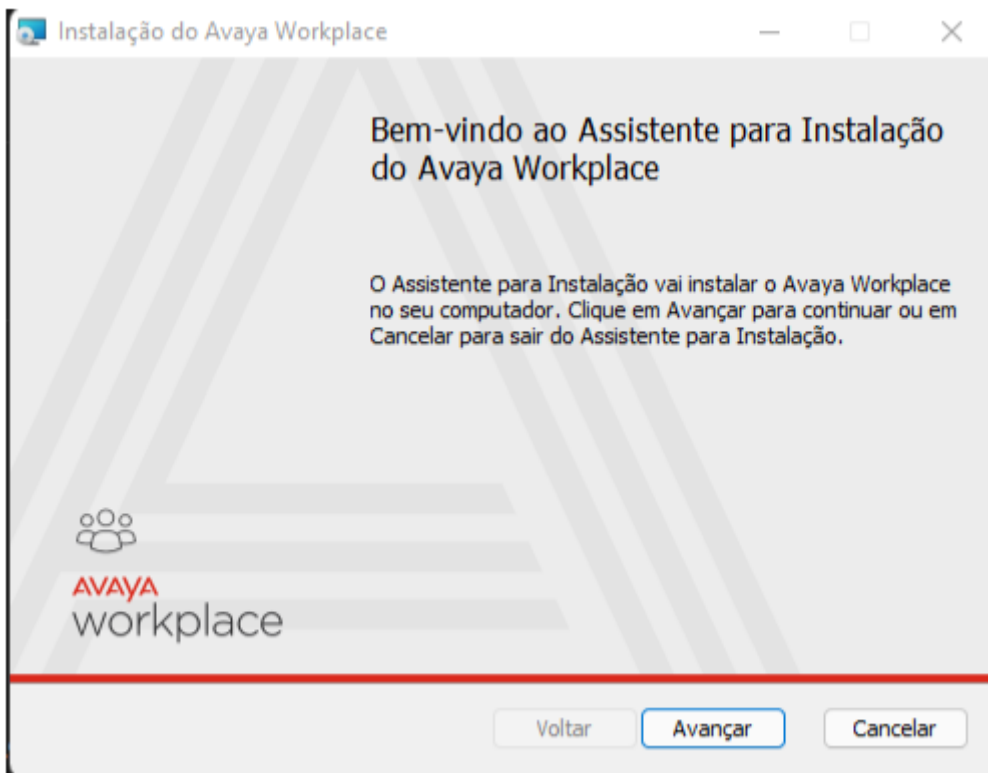 Instalação do Avaya Workplace
Bem-vindo ao Assistente para Instalação
do Avaya Workplace
O Assistente para Instalação vai instalar o Avaya Workplace
no seu computador. Clique em Avançar para continuar ou em
Cancelar para sair do Assistente para Instalação.
AVAYA
workplace
Voltar Avançar Cancelar